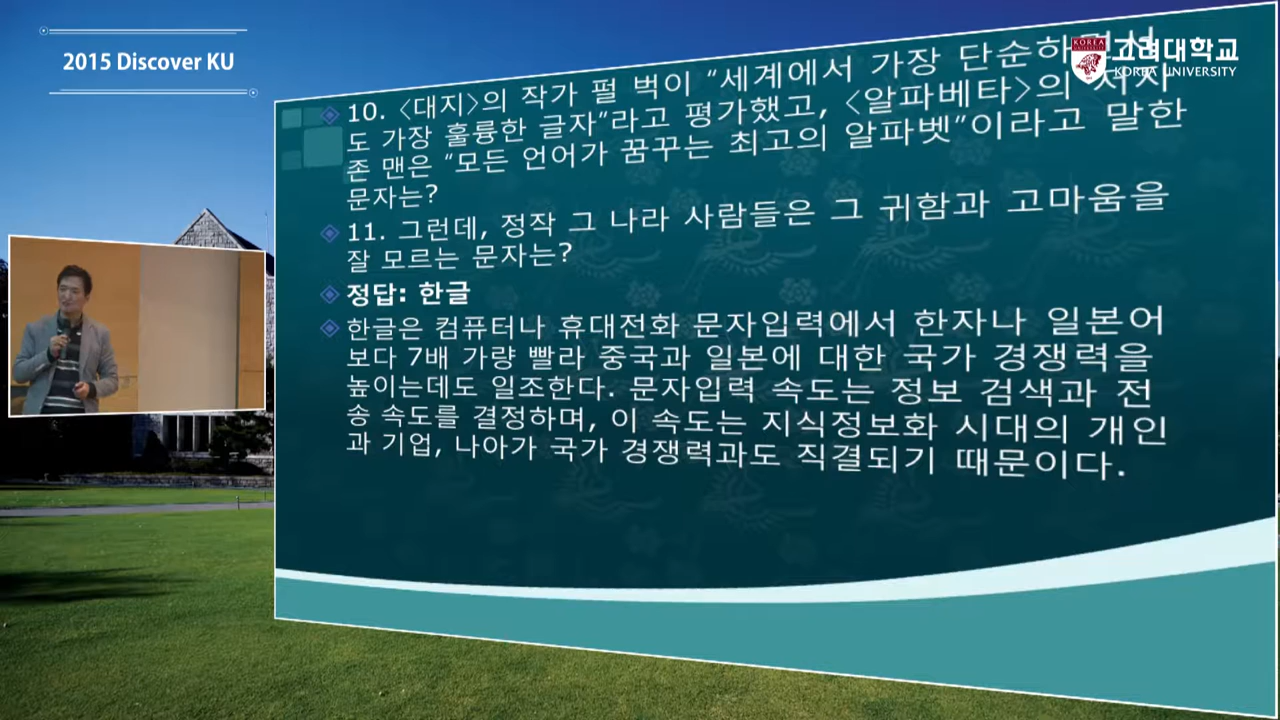 2015 Discover KU
고려대학교
KOREA UNIVERSITY
10. <대지>의 작가 펄 벅이 “세계에서 가장 단순하
도 가장 훌륭한 글자”라고 평가했고, <알파베타>의
존 맨은 “모든 언어가 꿈꾸는 최고의 알파벳”이라고 말한
문자는?
11. 그런데, 정작 그 나라 사람들은 그 귀함과 고마움을
잘 모르는 문자는?
정답: 한글
한글은 컴퓨터나 휴대전화 문자입력에서 한자나 일본어
보다 7배 가량 빨라 중국과 일본에 대한 국가 경쟁력을
높이는데도 일조한다. 문자입력 속도는 정보 검색과 전
송 속도를 결정하며, 이 속도는 지식정보화 시대의 개인
과 기업, 나아가 국가 경쟁력과도 직결되기 때문이다.